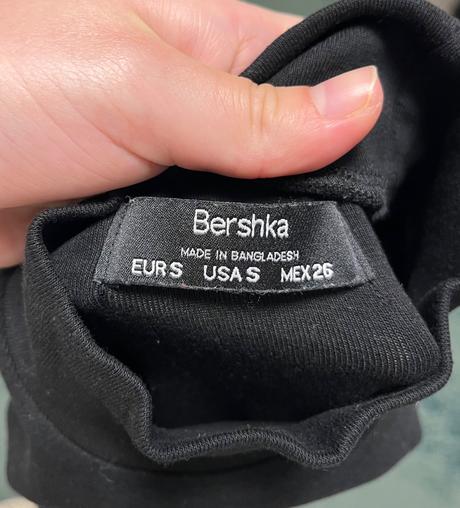 Bershka
MADE IN BANGLADESH
EUR S USA S MEX 26